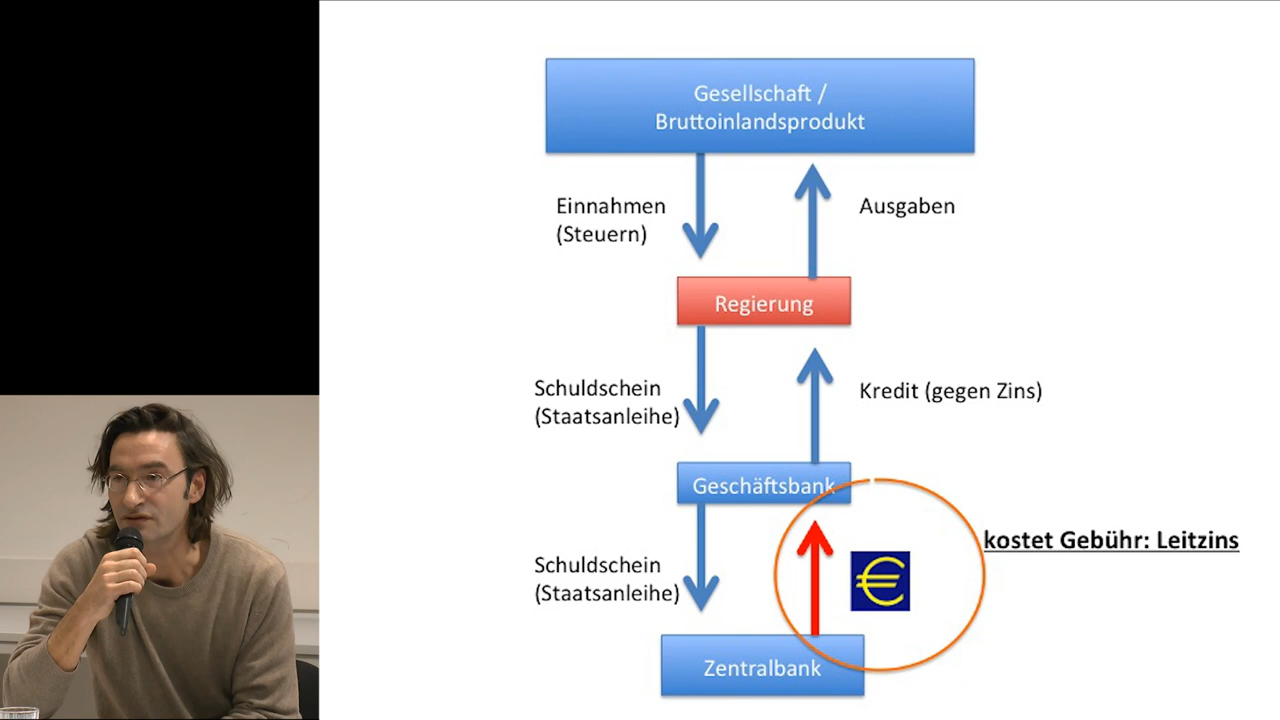 Gesellschaft /
Bruttoinlandsprodukt
Einnahmen
(Steuern)
Ausgaben
Regierung
Schuldschein
(Staatsanleihe)
Kredit (gegen Zins)
Geschäftsbank
kostet Gebühr: Leitzins
Schuldschein
(Staatsanleihe)
€
Zentralbank